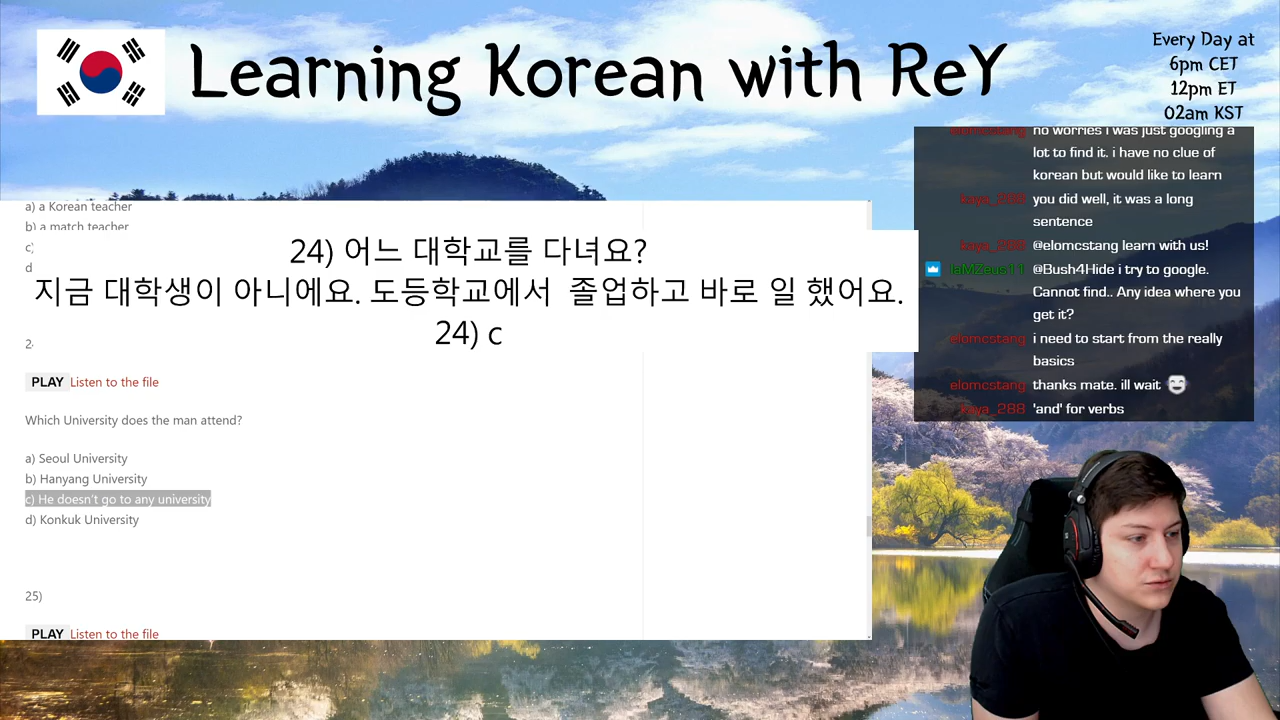 Learning Korean with ReY
Every Day at
6pm CET
12pm ET
02am KST
a) a Korean teacher
b) a match teacher
c)
d
24) 어느 대학교를 다녀요?
지금 대학생이 아니에요. 도등학교에서 졸업하고 바로 일 했어요.
24) c
2
PLAY Listen to the file
Which University does the man attend?
a) Seoul University
b) Hanyang University
c) He doesn't go to any university
d) Konkuk University
25)
PLAY Listen to the file
elomcstang no worries i was just googling a
lot to find it. i have no clue of
korean but would like to learn
kaya_288 you did well, it was a long
sentence
kaya_288 @elomcstang learn with us!
IaMZeus11 @Bush4Hide i try to google.
Cannot find.. Any idea where you
get it?
elomcstang i need to start from the really
basics
elomcstang thanks mate. ill wait
kaya_288 'and' for verbs